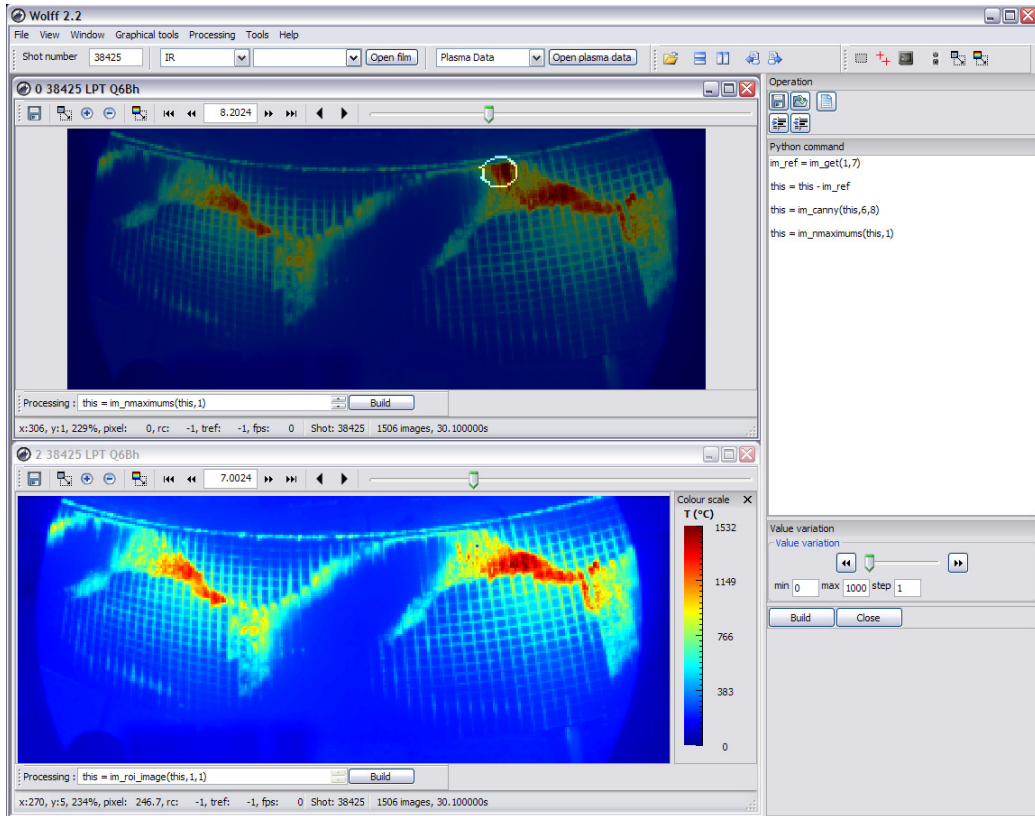 Wolff 2.2
File View Window Graphical tools Processing Tools Help
Shot number 38425 IR Open film Plasma Data Open plasma data
0 38425 LPT Q6Bh
8.2024
Processing : this = im_nmaximums(this,1) Build
x:306, y:1, 229%, pixel: 0, rc: -1, tref: -1, fps: 0 Shot: 38425 1506 images, 30.100000s
2 38425 LPT Q6Bh
7.0024
Colour scale X
T (°C)
1532
1149
766
383
0
Processing : this = im_roi_image(this,1,1) Build
x:270, y:5, 234%, pixel: 246.7, rc: -1, tref: -1, fps: 0 Shot: 38425 1506 images, 30.100000s
Operation
Python command
im_ref = im_get(1,7)
this = this - im_ref
this = im_canny(this,6,8)
this = im_nmaximums(this,1)
Value variation
Value variation
min 0 max 1000 step 1
Build Close